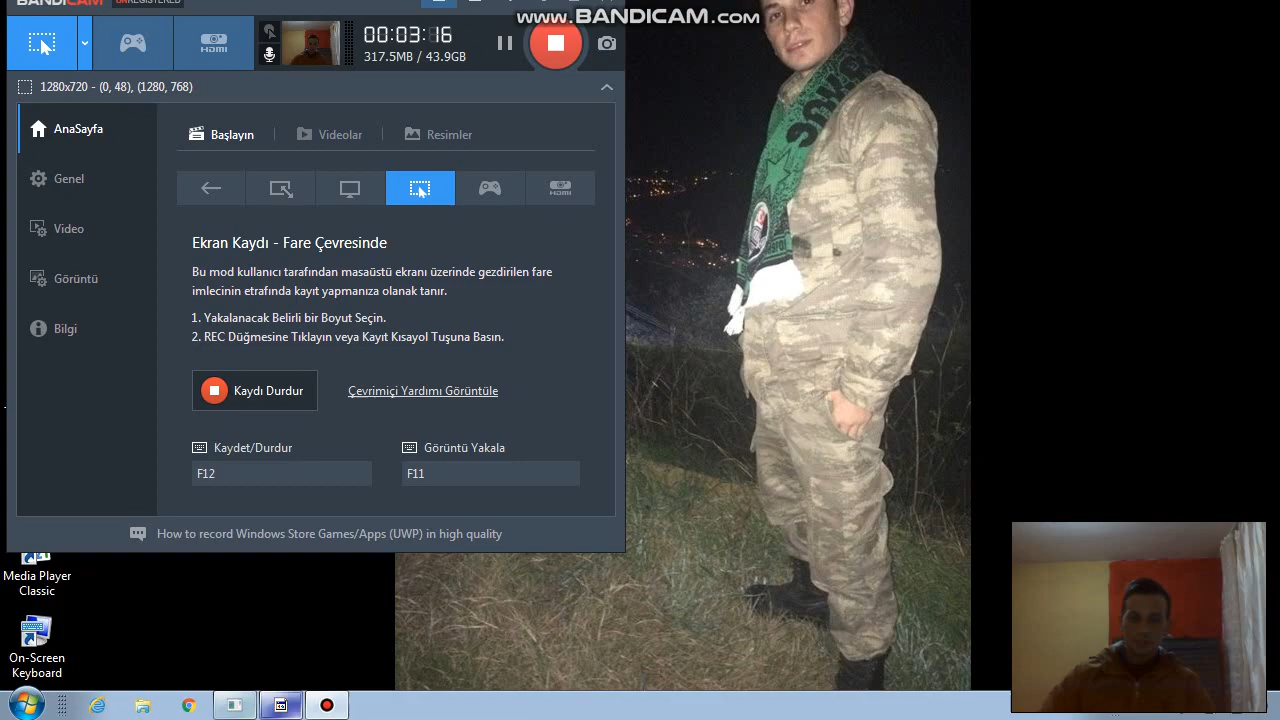 BANDICAM UNREGISTERED
www.BANDICAM.com
HDMI
00:03:16
317.5MB / 43.9GB
1280x720 - (0, 48), (1280, 768)
AnaSayfa
Genel
Video
Görüntü
Bilgi
Başlayın
Videolar
Resimler
HDMI
Ekran Kaydı - Fare Çevresinde
Bu mod kullanıcı tarafından masaüstü ekranı üzerinde gezdirilen fare
imlecinin etrafında kayıt yapmanıza olanak tanır.
1. Yakalanacak Belirli bir Boyut Seçin.
2. REC Düğmesine Tıklayın veya Kayıt Kısayol Tuşuna Basın.
Kaydı Durdur
Çevrimiçi Yardımı Görüntüle
Kaydet/Durdur
Görüntü Yakala
F12
F11
How to record Windows Store Games/Apps (UWP) in high quality
Media Player
Classic
On-Screen
Keyboard